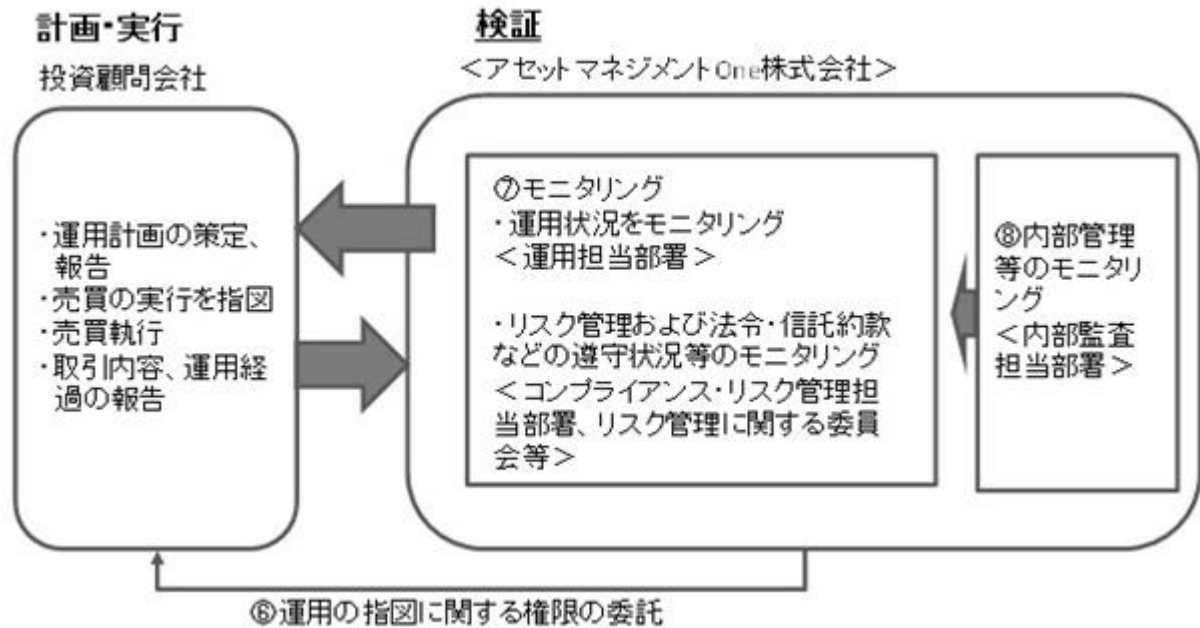 計画・実行
投資顧問会社
・運用計画の策定、
報告
・売買の実行を指図
・売買執行
・取引内容、運用経
過の報告
検証
＜アセットマネジメントOne株式会社＞
⑦モニタリング
・運用状況をモニタリング
＜運用担当部署＞
・リスク管理および法令・信託約款
などの遵守状況等のモニタリング
＜コンプライアンス・リスク管理担
当部署、リスク管理に関する委員
会等＞
⑧内部管理
等のモニタリ
ング
＜内部監査
担当部署＞
⑥運用の指図に関する権限の委託